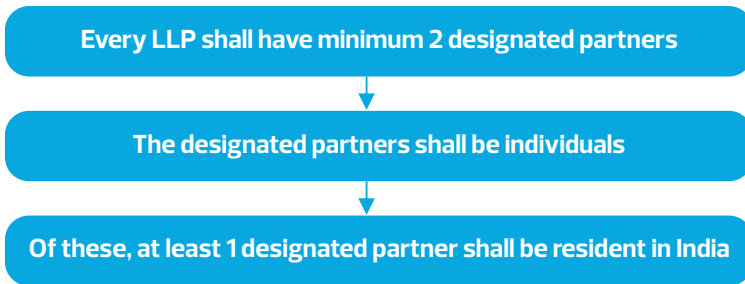 Every LLP shall have minimum 2 designated partners
The designated partners shall be individuals
Of these, at least 1 designated partner shall be resident in India